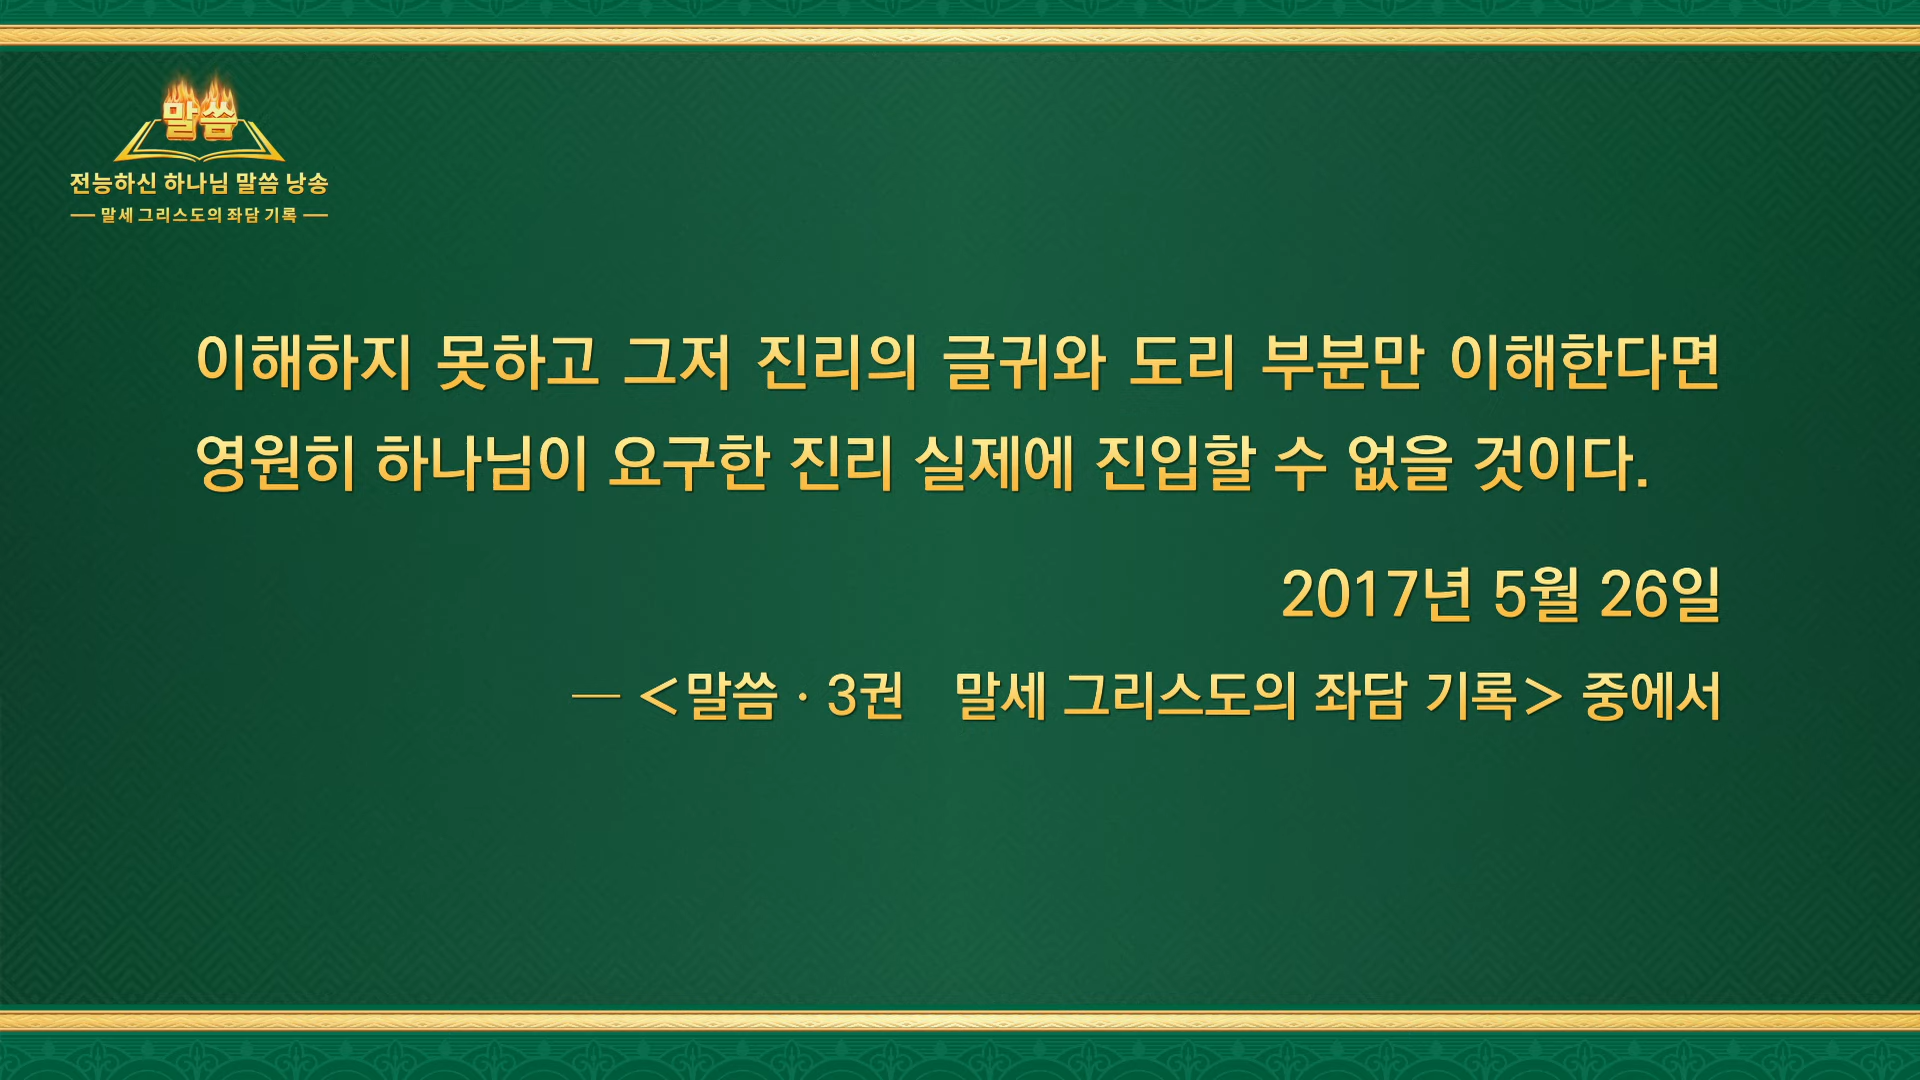 말씀
전능하신 하나님 말씀 낭송
— 말세 그리스도의 좌담 기록 —
이해하지 못하고 그저 진리의 글귀와 도리 부분만 이해한다면
영원히 하나님이 요구한 진리 실제에 진입할 수 없을 것이다.
2017년 5월 26일
— <말씀 · 3권 말세 그리스도의 좌담 기록> 중에서